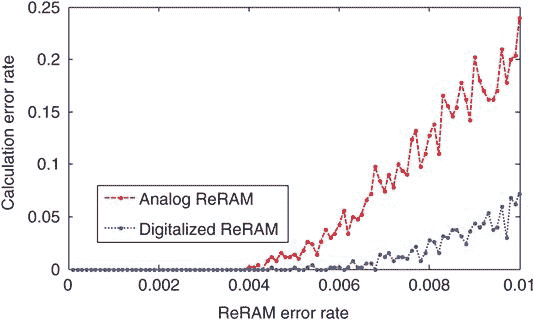 0.25
0.2
0.15
0.1
0.05
0
Calculation error rate
Analog ReRAM
Digitalized ReRAM
0 0.002 0.004 0.006 0.008 0.01
ReRAM error rate